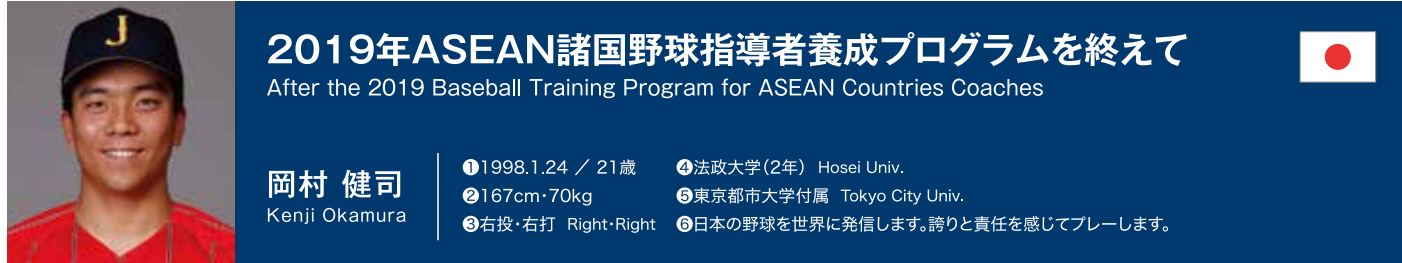 J
2019年ASEAN諸国野球指導者養成プログラムを終えて
After the 2019 Baseball Training Program for ASEAN Countries Coaches
岡村 健司
Kenji Okamura
❶1998.1.24 ／ 21歳
❷167cm・70kg
❸右投・右打 Right・Right
❹法政大学（2年） Hosei Univ.
❺東京都市大学付属 Tokyo City Univ.
❻日本の野球を世界に発信します。誇りと責任を感じてプレーします。